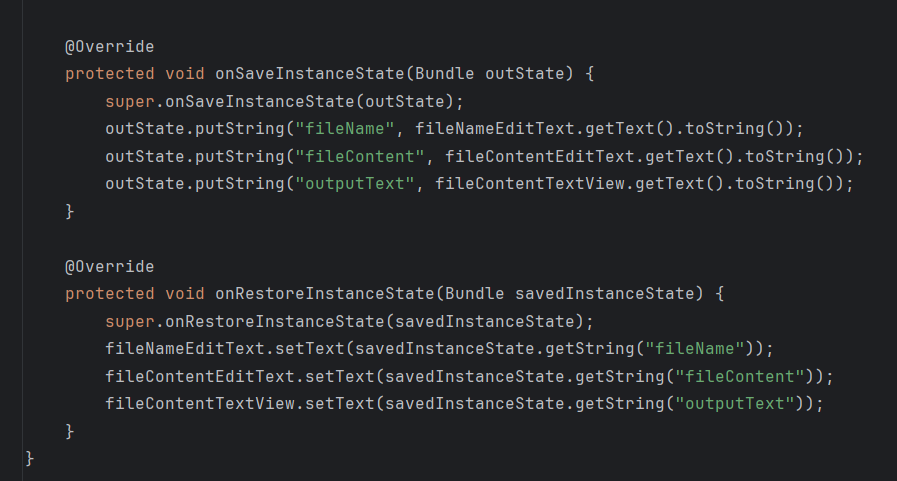 @Override
protected void onSaveInstanceState(Bundle outState) {
super.onSaveInstanceState(outState);
outState.putString("fileName", fileNameEditText.getText().toString());
outState.putString("fileContent", fileContentEditText.getText().toString());
outState.putString("outputText", fileContentTextView.getText().toString());
}
@Override
protected void onRestoreInstanceState(Bundle savedInstanceState) {
super.onRestoreInstanceState(savedInstanceState);
fileNameEditText.setText(savedInstanceState.getString("fileName"));
fileContentEditText.setText(savedInstanceState.getString("fileContent"));
fileContentTextView.setText(savedInstanceState.getString("outputText"));
}
}